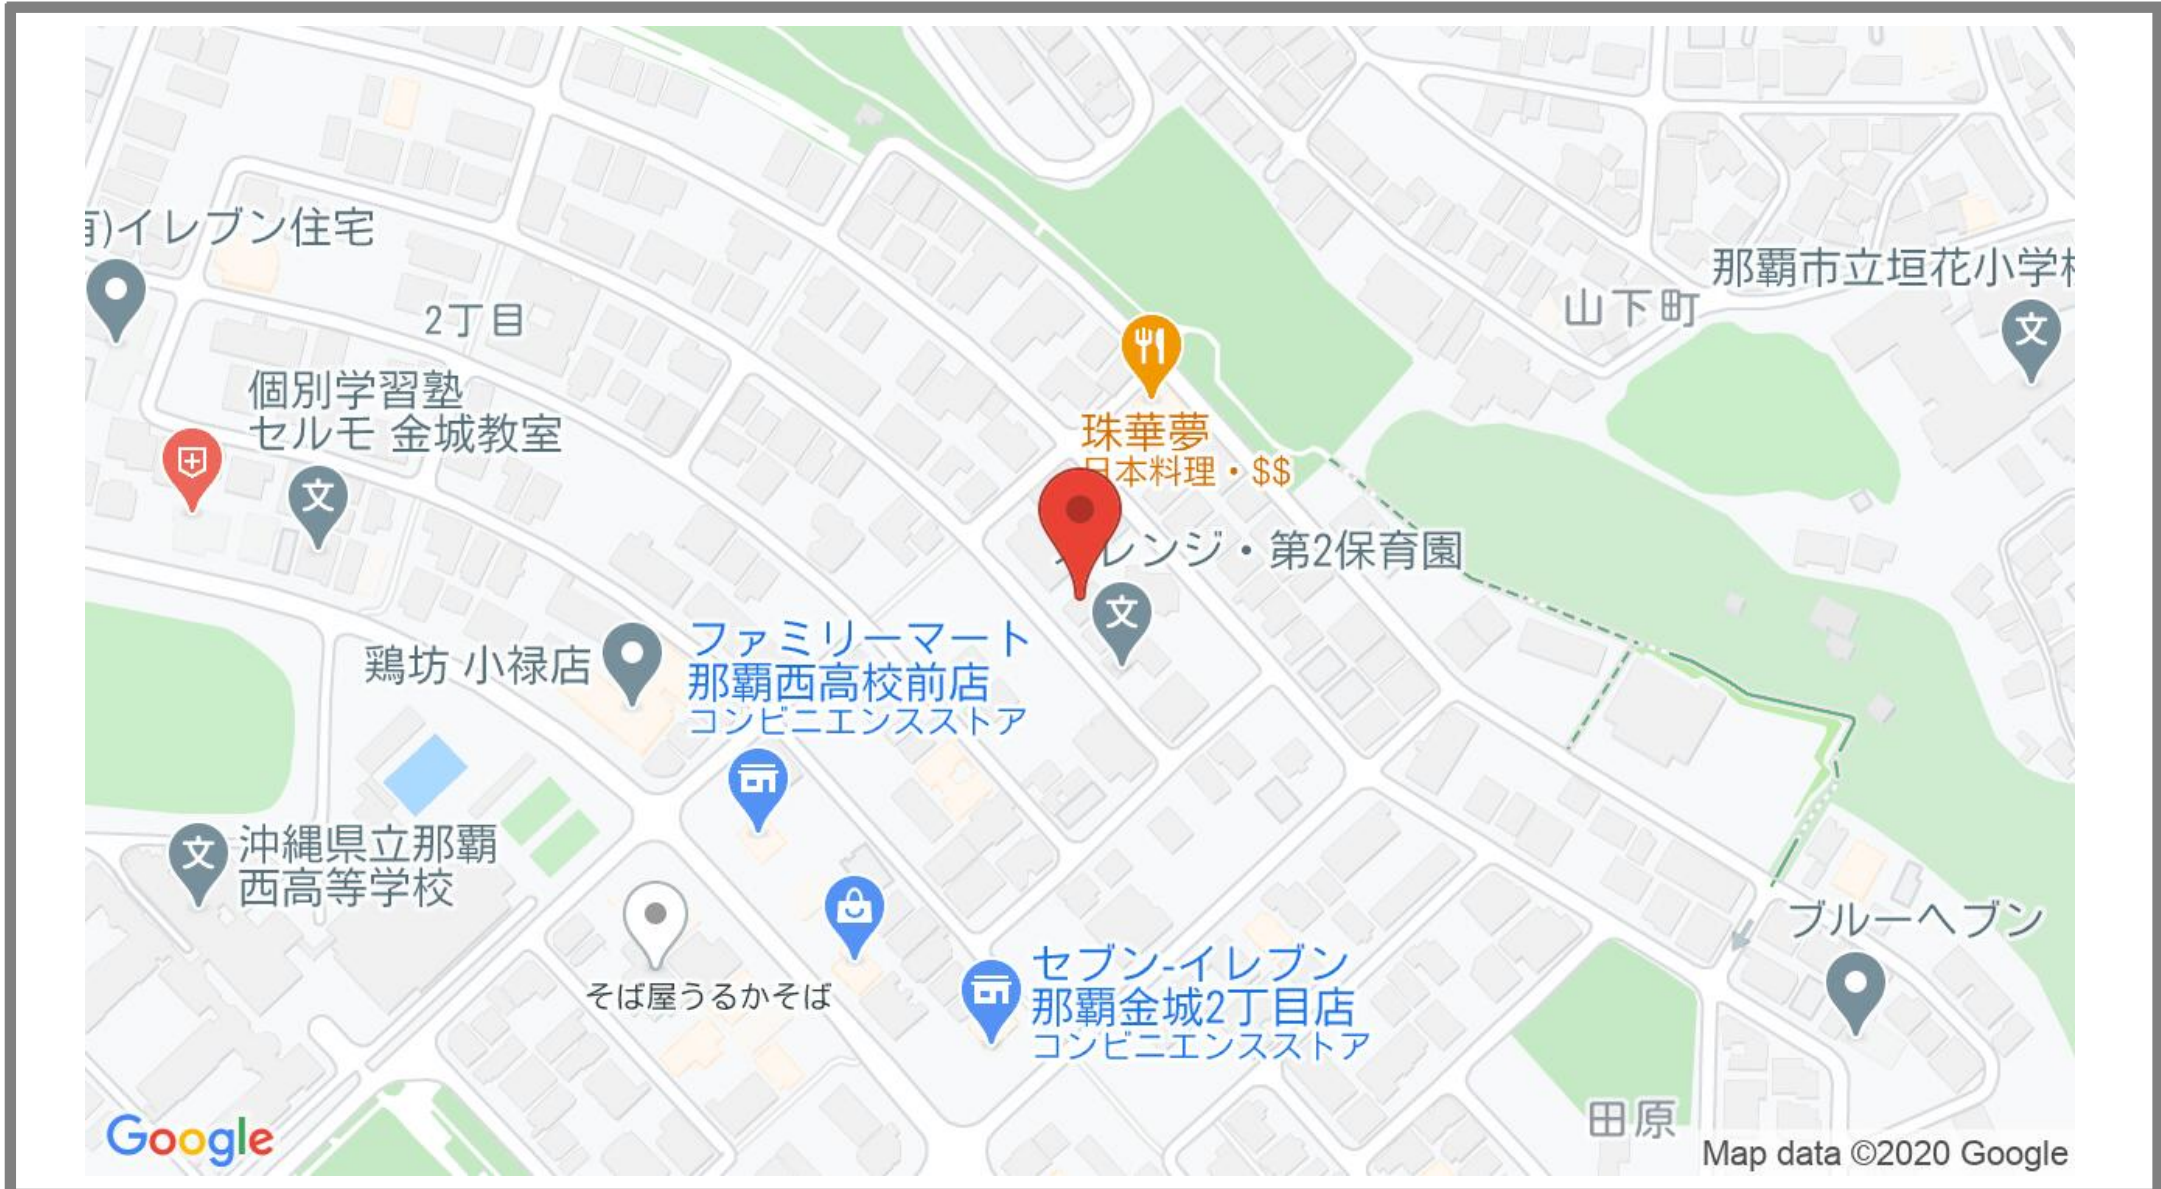 有)イレブン住宅
2丁目
個別学習塾
セルモ 金城教室
那覇市立垣花小学校
山下町
珠華夢
日本料理・$$
オレンジ・第2保育園
鶏坊 小禄店
ファミリーマート
那覇西高校前店
コンビニエンスストア
沖縄県立那覇
西高等学校
そば屋うるかそば
セブン-イレブン
那覇金城2丁目店
コンビニエンスストア
ブルーヘブン
田原
文
文
文
文
Google
Map data ©2020 Google